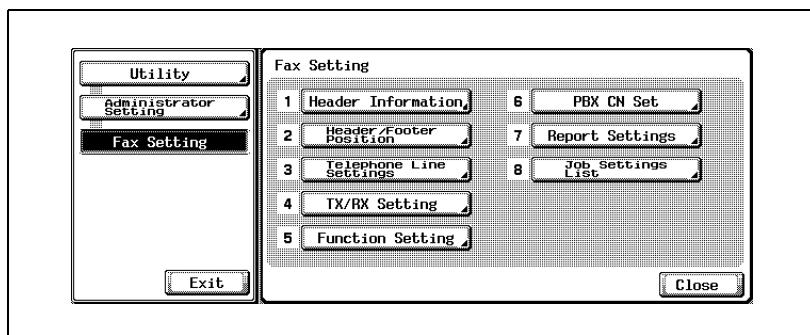 Utility
Administrator
Setting
Fax Setting
Exit
Fax Setting
1 Header Information
2 Header/Footer
Position
3 Telephone Line
Settings
4 TX/RX Setting
5 Function Setting
6 PBX CN Set
7 Report Settings
8 Job Settings
List
Close